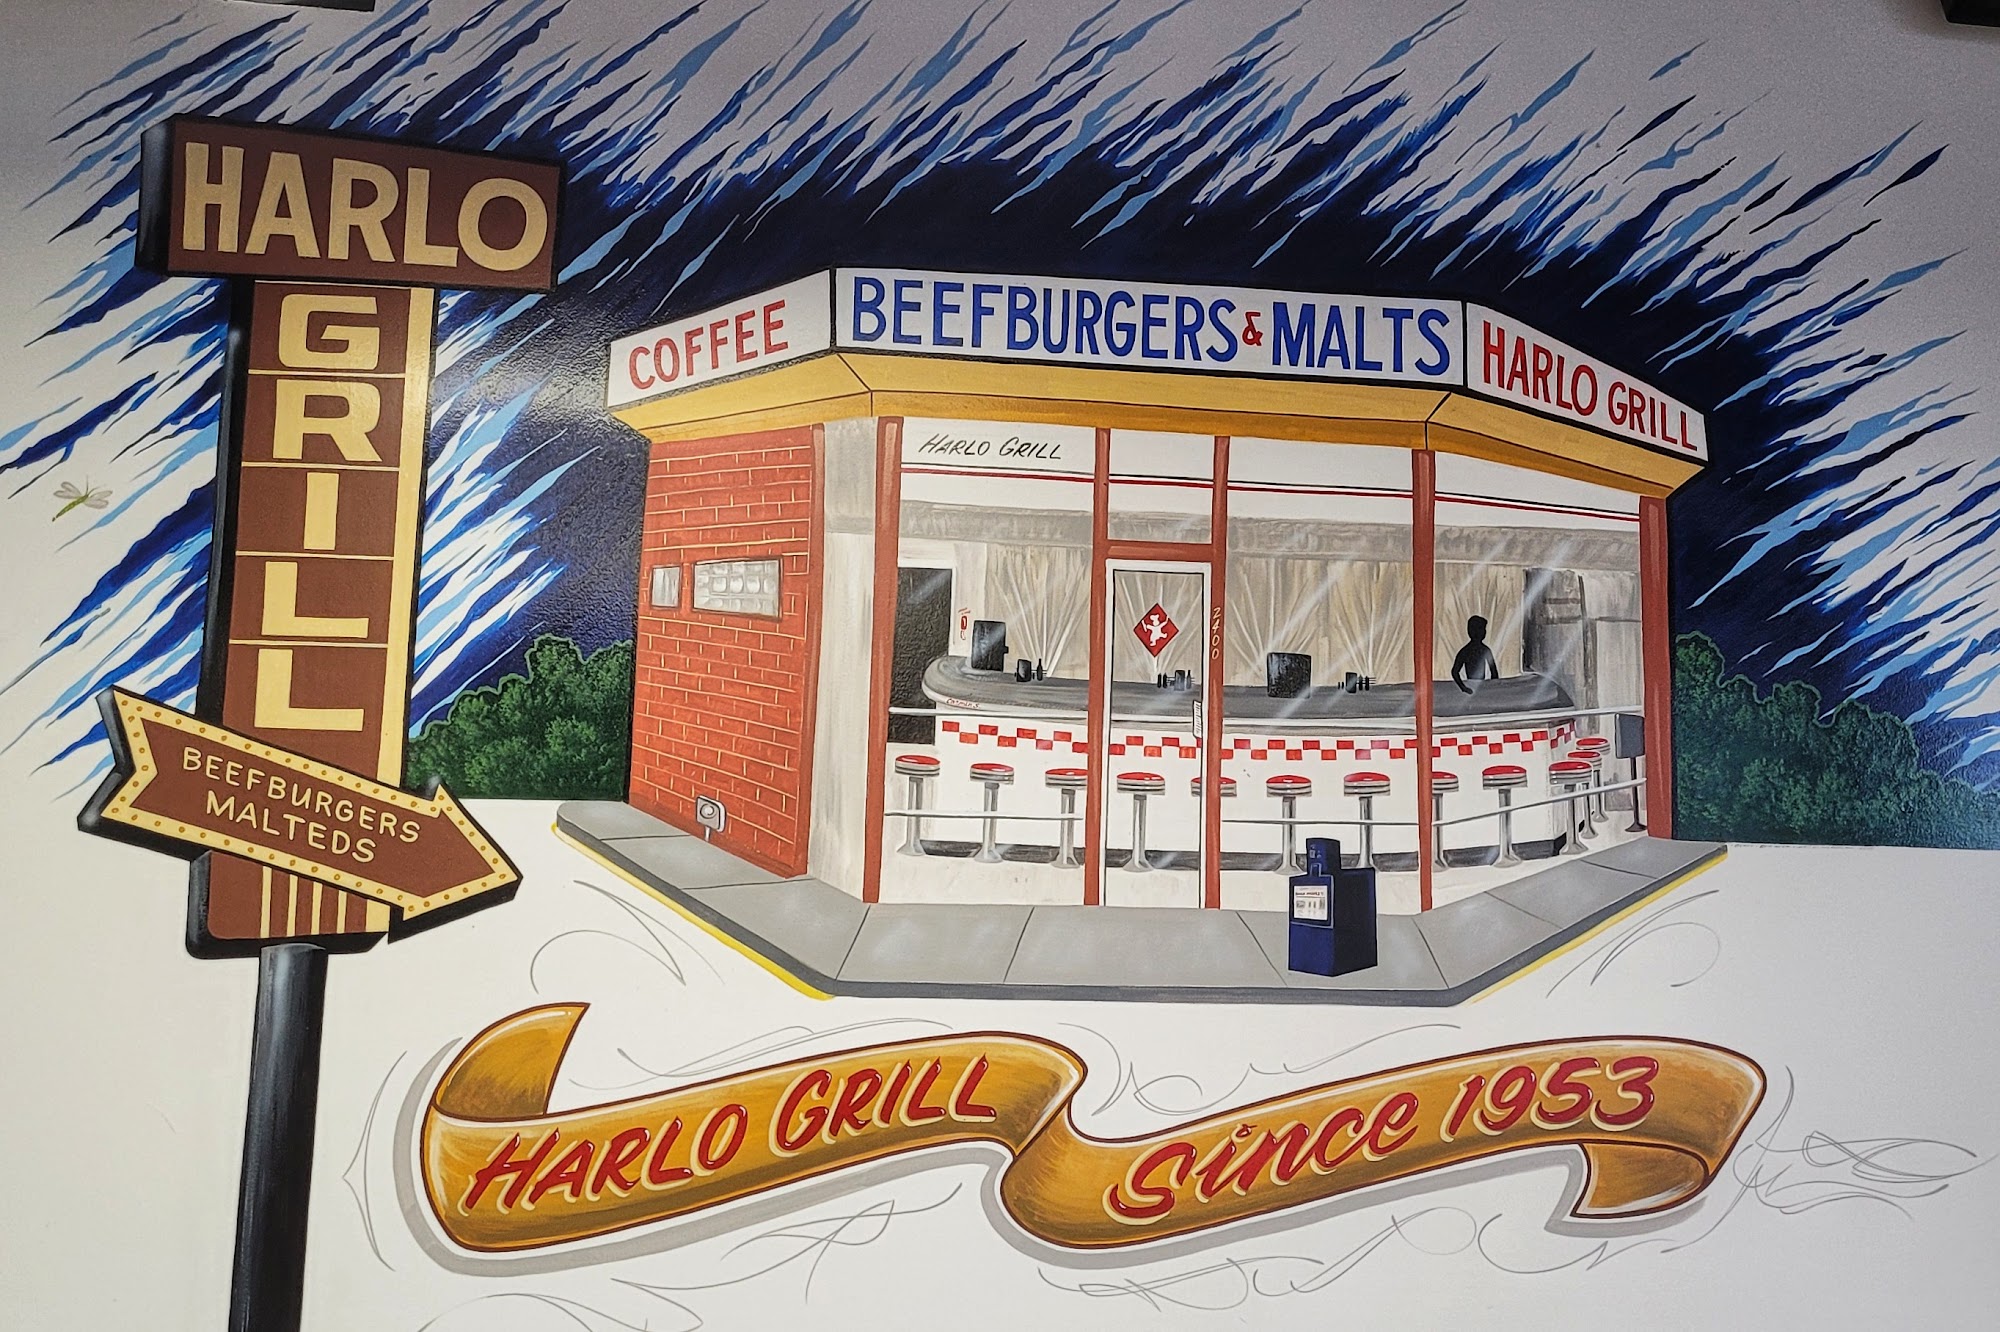 HARLO
GRILL
BEEFBURGERS
MALTEDS
COFFEE
BEEFBURGERS & MALTS
HARLO GRILL
HARLO GRILL
2400
HARLO GRILL
Since 1953